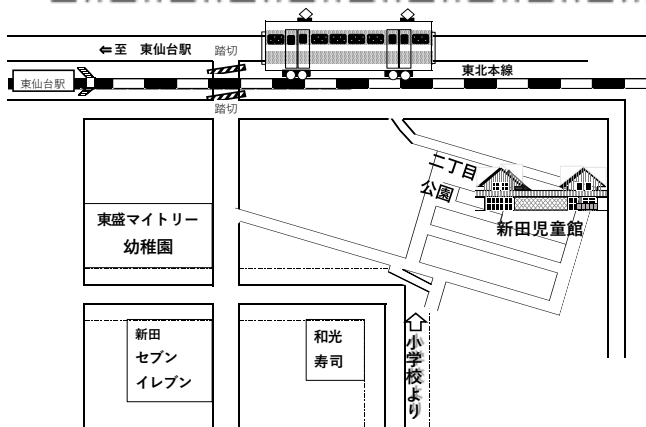 ⇐至 東仙台駅
踏切
東北本線
東仙台駅
踏切
二丁目
公園
新田児童館
東盛マイトリー
幼稚園
新田
セブン
イレブン
和光
寿司
小学校より